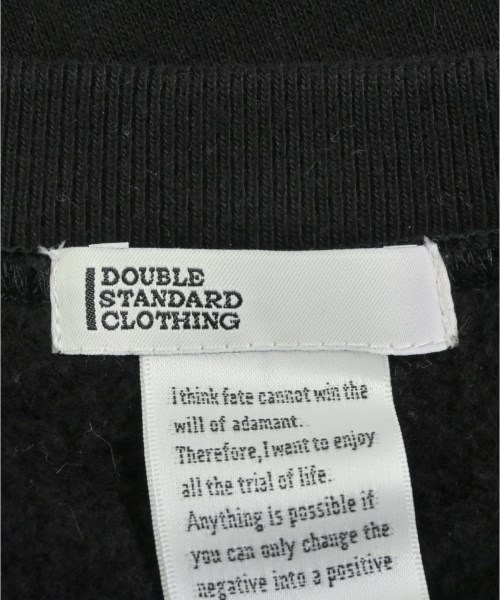 DOUBLE
STANDARD
CLOTHING
I think fate cannot win the
will of adamant.
Therefore, I want to enjoy
all the trial of life.
Anything is possible if
you can only change the
negative into a positive